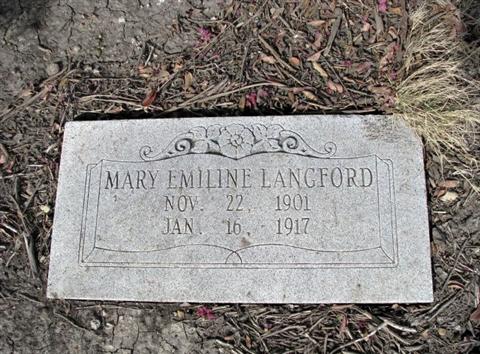 MARY EMILINE LANGFORD
NOV. 22, 1901
JAN. 16, 1917